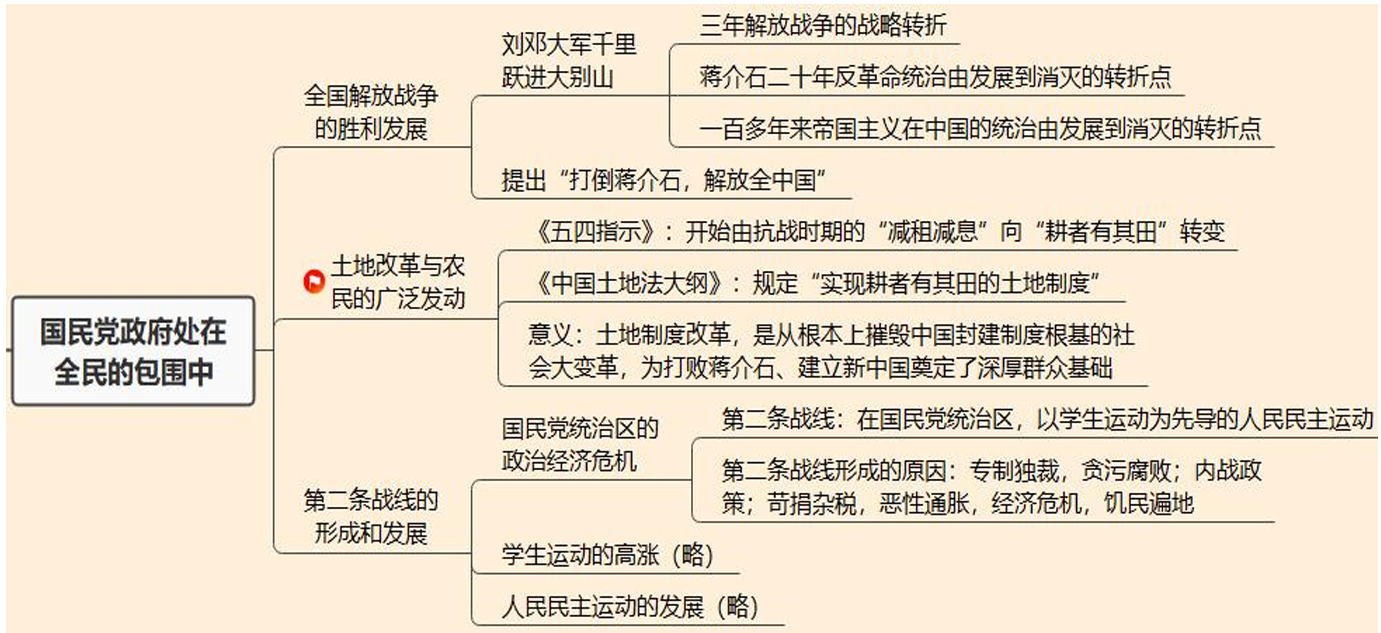 国民党政府处在
全民的包围中
全国解放战争
的胜利发展
刘邓大军千里
跃进大别山
三年解放战争的战略转折
蒋介石二十年反革命统治由发展到消灭的转折点
一百多年来帝国主义在中国的统治由发展到消灭的转折点
提出“打倒蒋介石，解放全中国”
土地改革与农
民的广泛发动
《五四指示》：开始由抗战时期的“减租减息”向“耕者有其田”转变
《中国土地法大纲》：规定“实现耕者有其田的土地制度”
意义：土地制度改革，是从根本上摧毁中国封建制度根基的社
会大变革，为打败蒋介石、建立新中国奠定了深厚群众基础
第二条战线的
形成和发展
国民党统治区的
政治经济危机
第二条战线：在国民党统治区，以学生运动为先导的人民民主运动
第二条战线形成的原因：专制独裁，贪污腐败；内战政
策；苛捐杂税，恶性通胀，经济危机，饥民遍地
学生运动的高涨（略）
人民民主运动的发展（略）